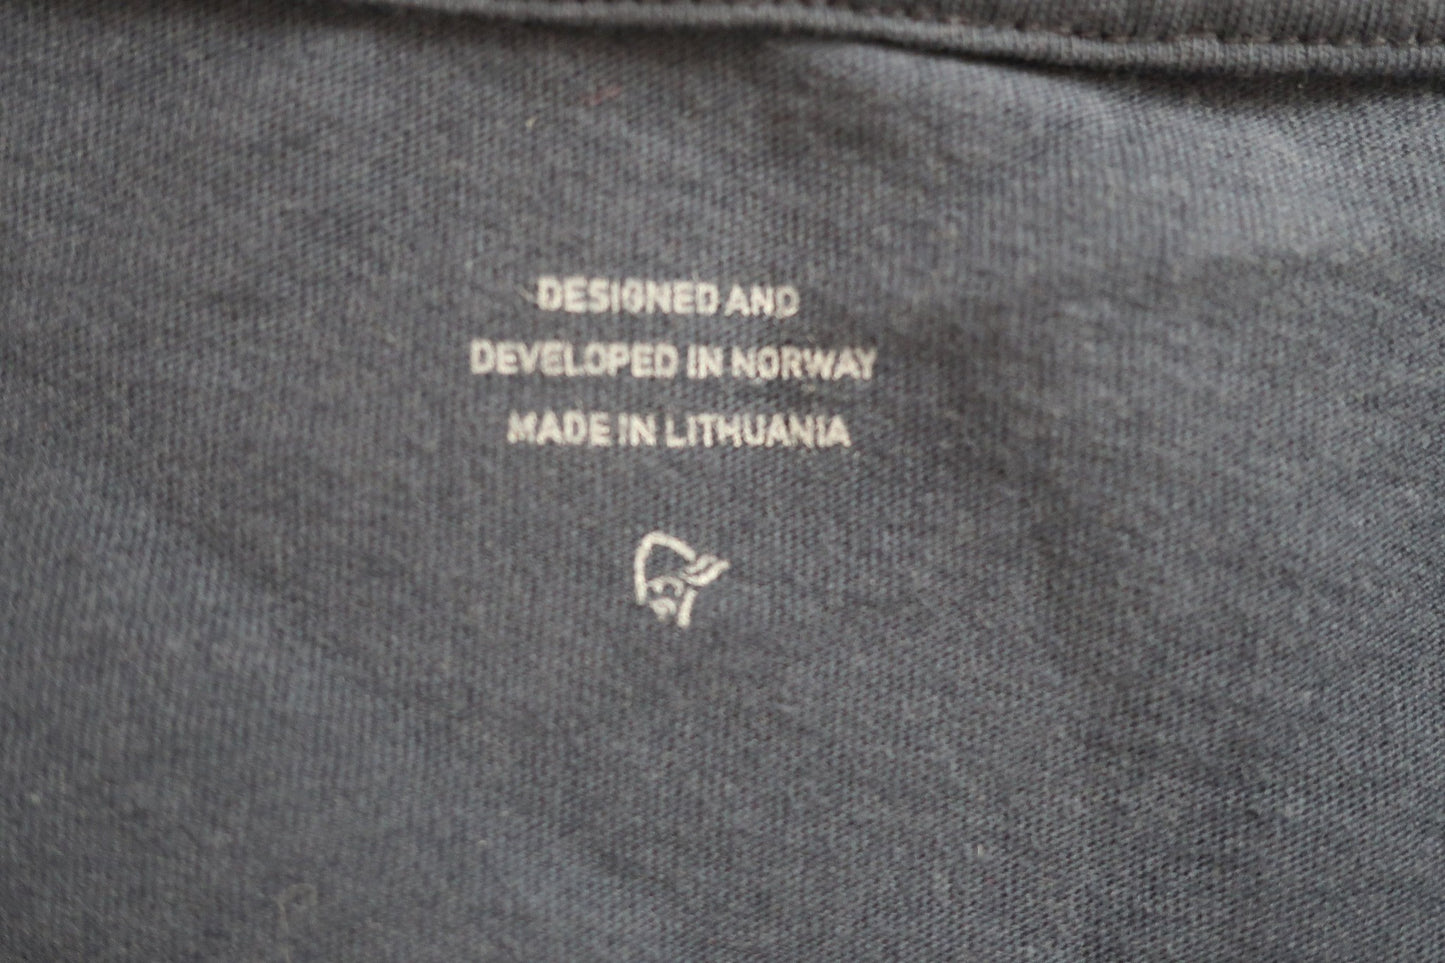 DESIGNED AND
DEVELOPED IN NORWAY
MADE IN LITHUANIA